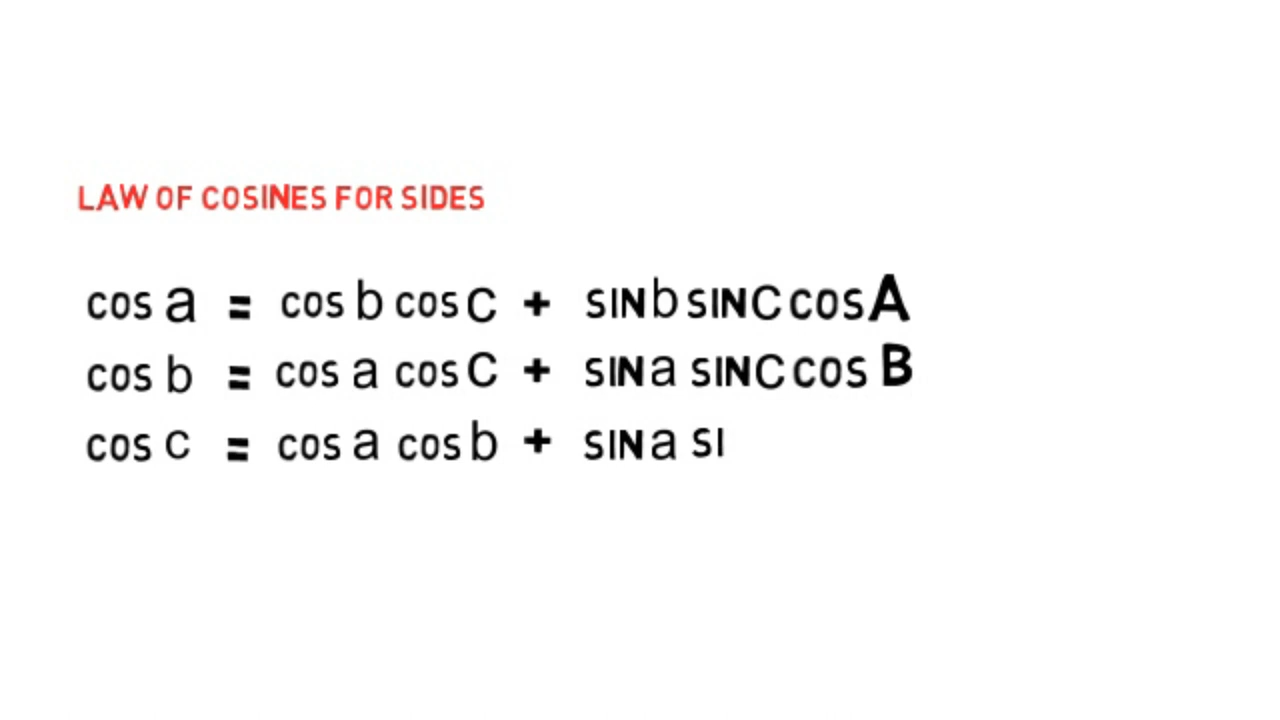 LAW OF COSINES FOR SIDES
cos a = cos b cos c + sin b sin c cos A
cos b = cos a cos c + sin a sin c cos B
cos c = cos a cos b + sin a si